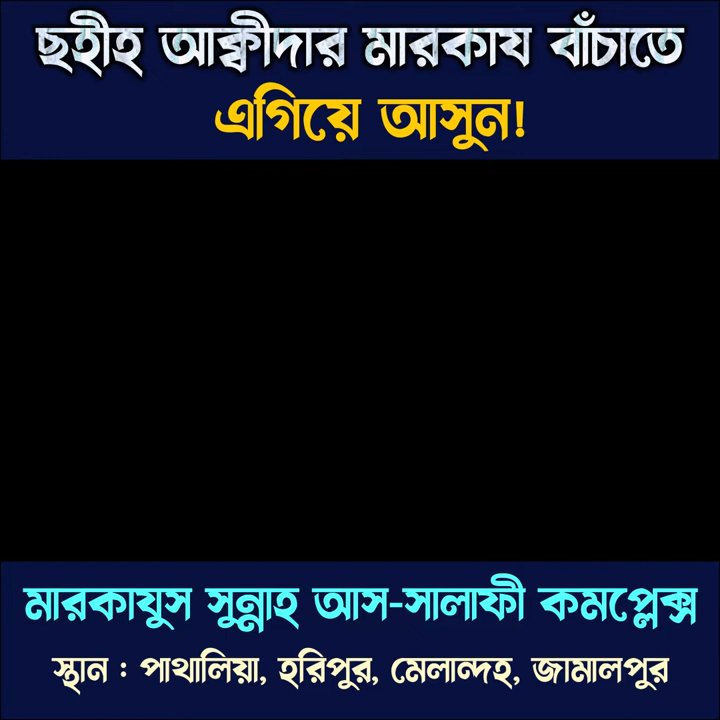 ছহীহ আক্বীদার মারকায বাঁচাতে
এগিয়ে আসুন!
মারকাযুস সুন্নাহ আস-সালাফী কমপ্লেক্স
স্থান : পাথালিয়া, হরিপুর, মেলান্দহ, জামালপুর